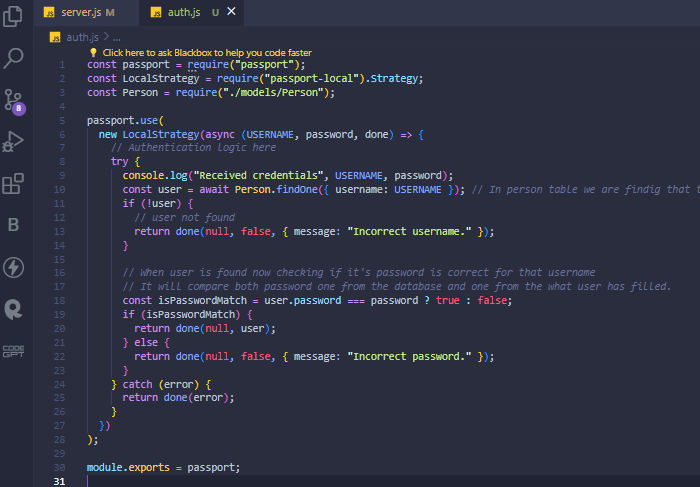 server.js M
auth.js U
auth.js > ...
Click here to ask Blackbox to help you code faster
1 const passport = require("passport");
2 const LocalStrategy = require("passport-local").Strategy;
3 const Person = require("./models/Person");
4
5 passport.use(
6 new LocalStrategy(async (USERNAME, password, done) => {
7 // Authentication Logic here
8 try {
9 console.log("Received credentials", USERNAME, password);
10 const user = await Person.findOne({ username: USERNAME }); // In person table we are findig that t
11 if (!user) {
12 // user not found
13 return done(null, false, { message: "Incorrect username." });
14 }
15
16 // When user is found now checking if it's password is correct for that username
17 // It will compare both password one from the database and one from the what user has filled.
18 const isPasswordMatch = user.password === password ? true : false;
19 if (isPasswordMatch) {
20 return done(null, user);
21 } else {
22 return done(null, false, { message: "Incorrect password." });
23 }
24 } catch (error) {
25 return done(error);
26 }
27 })
28 );
29
30 module.exports = passport;
31
8
B
CODE
GPT